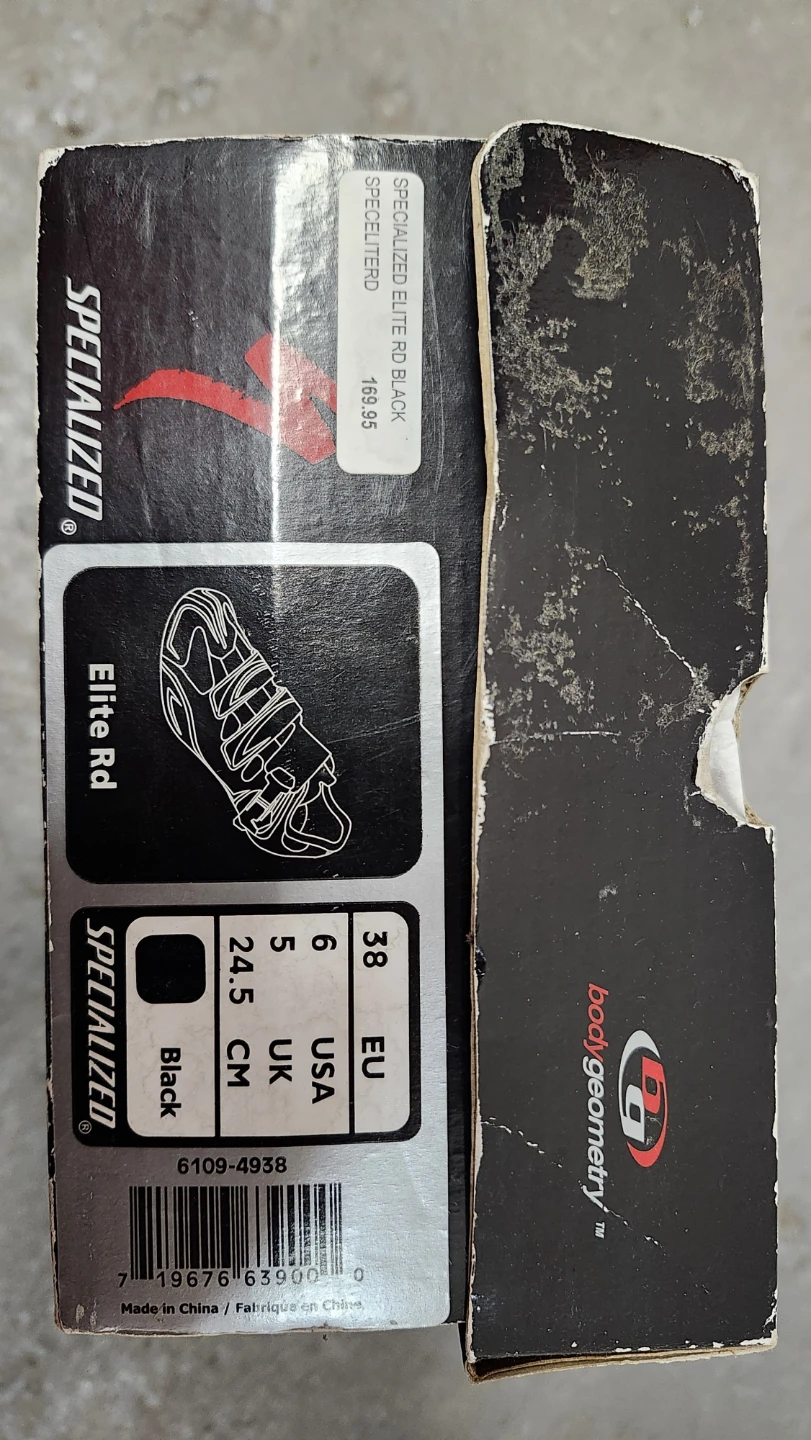 bodygeometry™
SPECIALIZED ELITE RD BLACK
SPECELITERD 169.95
SPECIALIZED®
Elite Rd
38 EU
6 USA
5 UK
24.5 CM
Black
SPECIALIZED®
6109-4938
7 19676 63900 0
Made in China / Fabriqué en Chine